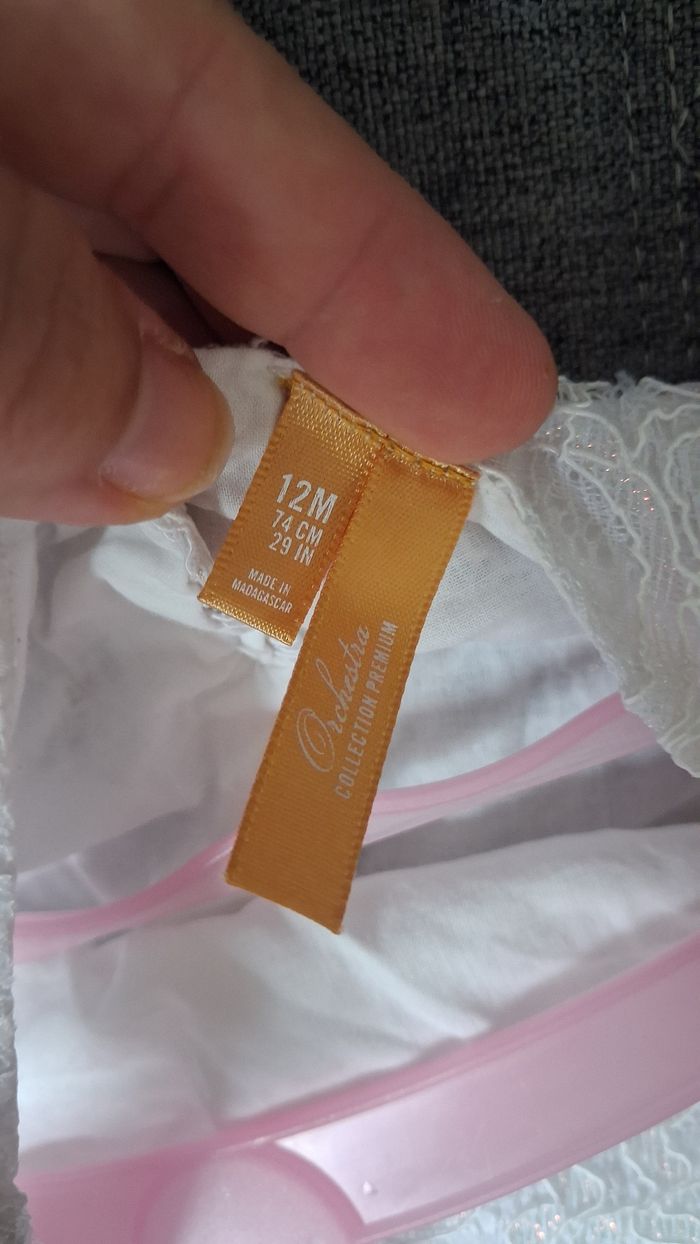 12M
74 CM
29 IN
MADE IN
MADAGASCAR
Orchestra
COLLECTION PREMIUM